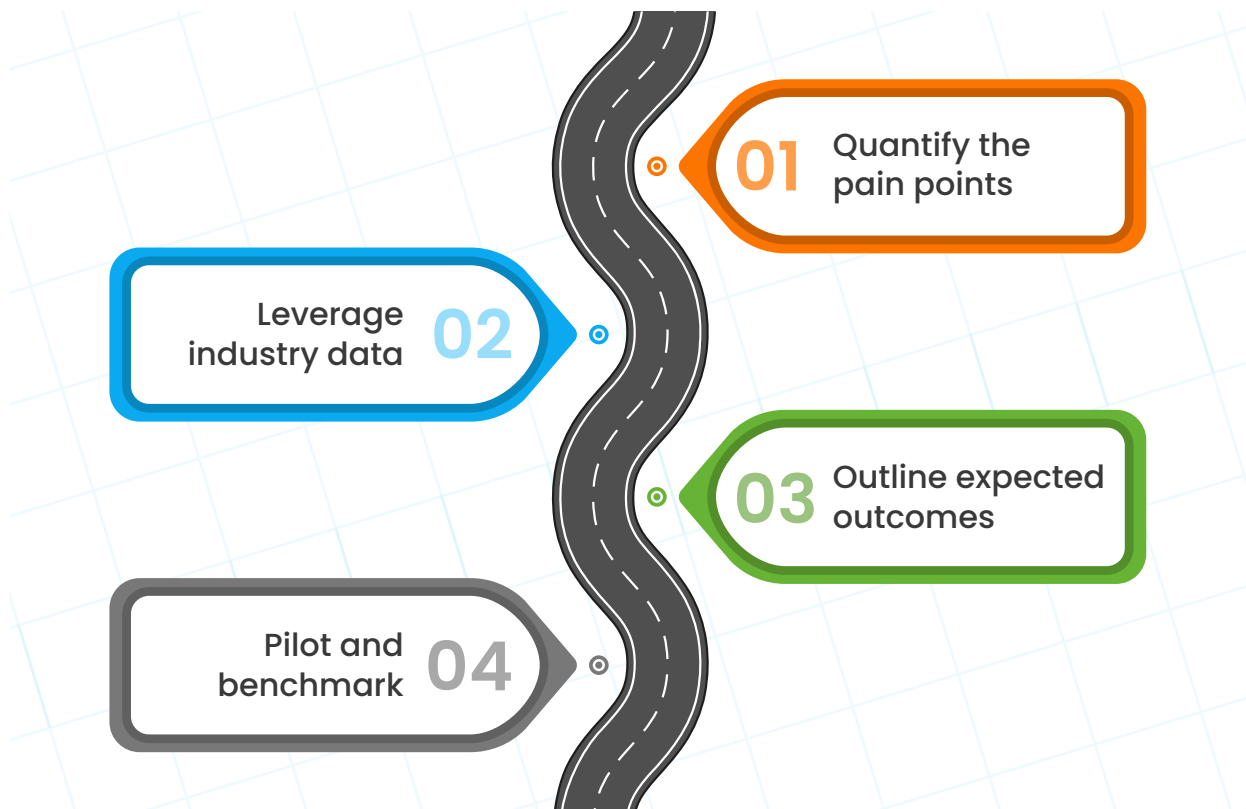 01
Quantify the
pain points
Leverage
industry data
02
03
Outline expected
outcomes
Pilot and
benchmark
04